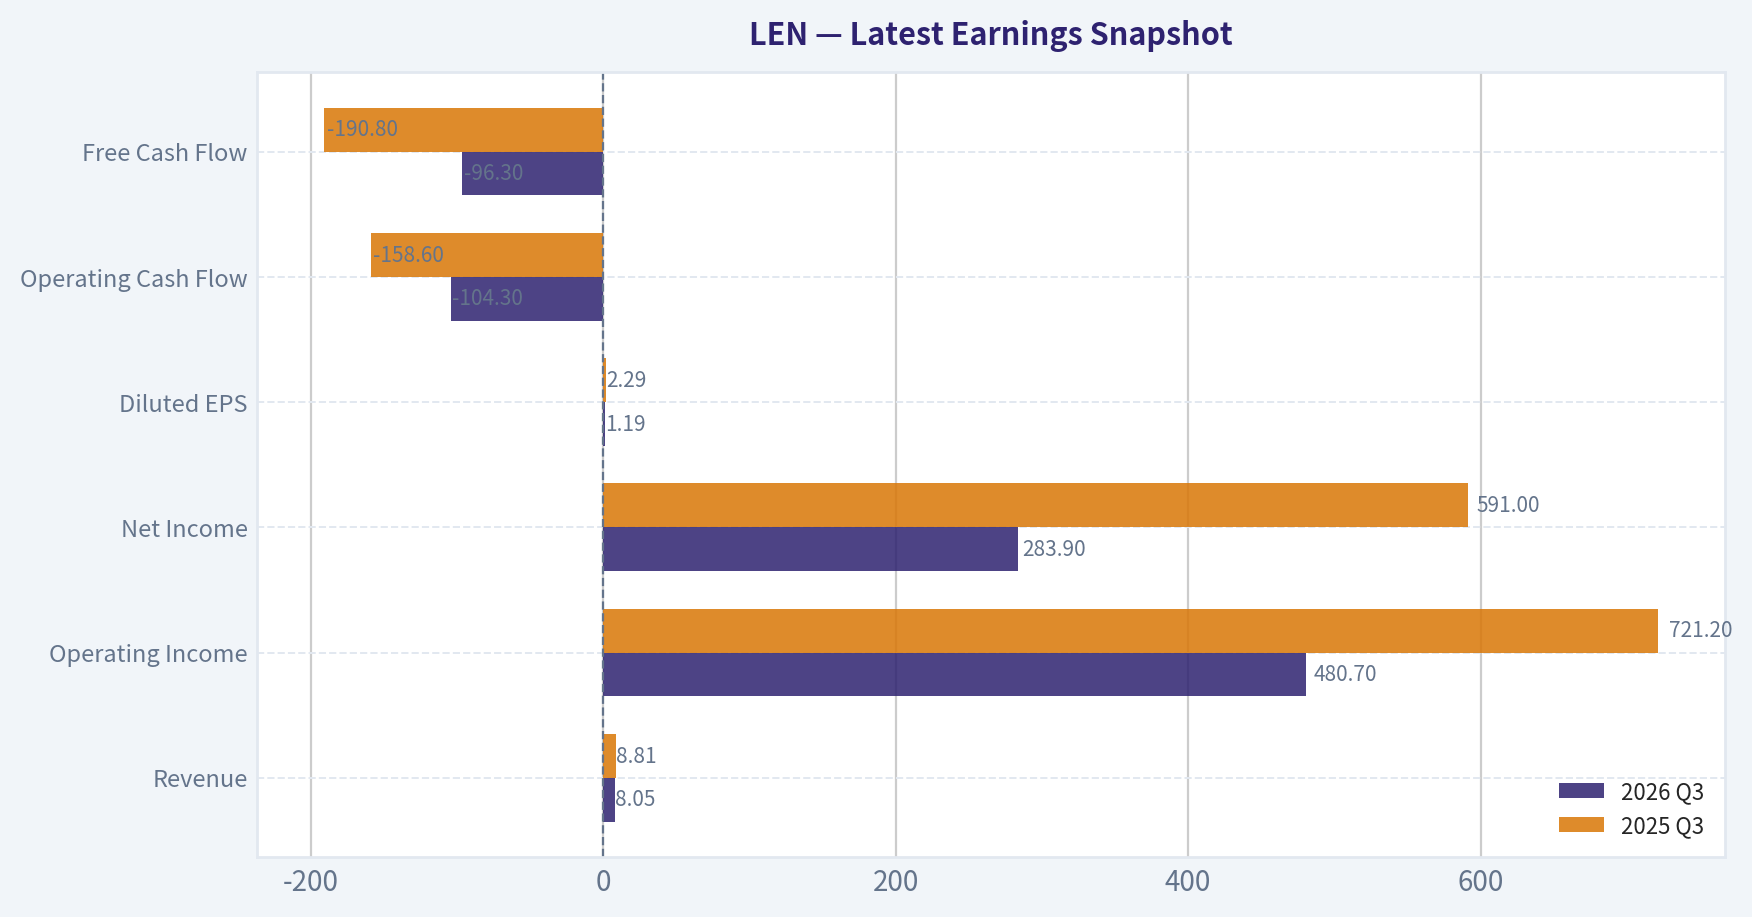 LEN — Latest Earnings Snapshot
Free Cash Flow
-190.80
-96.30
Operating Cash Flow
-158.60
-104.30
Diluted EPS
2.29
1.19
Net Income
591.00
283.90
Operating Income
721.20
480.70
Revenue
8.81
8.05
2026 Q3
2025 Q3
-200 0 200 400 600